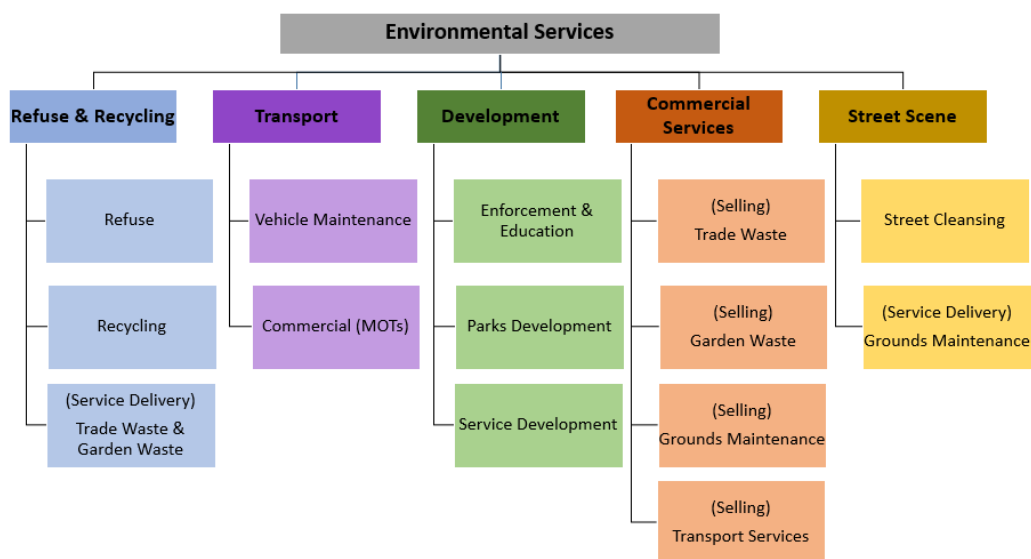 Environmental Services
Refuse & Recycling
Transport
Development
Commercial
Services
Street Scene
Refuse
Recycling
(Service Delivery)
Trade Waste &
Garden Waste
Vehicle Maintenance
Commercial (MOTs)
Enforcement &
Education
Parks Development
Service Development
(Selling)
Trade Waste
(Selling)
Garden Waste
(Selling)
Grounds Maintenance
(Selling)
Transport Services
Street Cleansing
(Service Delivery)
Grounds Maintenance